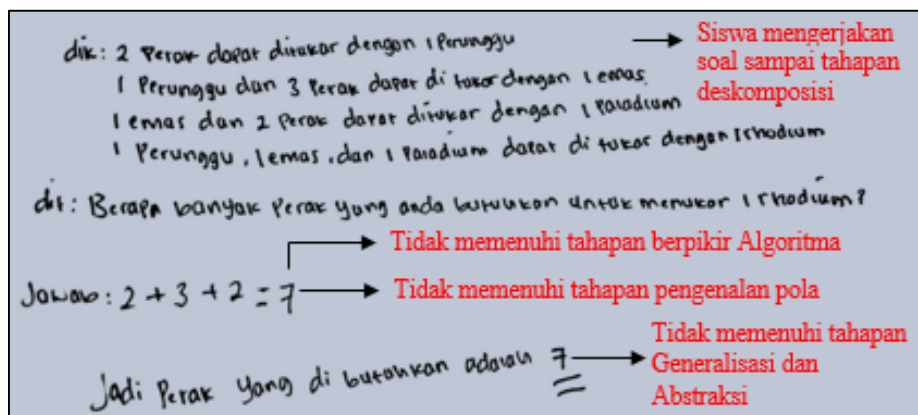 dik: 2 Perak dapat ditukar dengan 1 Perunggu
Siswa mengerjakan
soal sampai tahapan
deskomposisi
1 Perunggu dan 3 Perak dapat di tukar dengan 1 emas
1 emas dan 2 Perak dapat ditukar dengan 1 Paladium
1 Perunggu, 1 emas, dan 1 Paladium dapat di tukar dengan 1 rhodium
dit: Berapa banyak Perak yang anda butuhkan untuk menukar 1 rhodium?
Tidak memenuhi tahapan berpikir Algoritma
Jawab: 2 + 3 + 2 = 7
Tidak memenuhi tahapan pengenalan pola
Tidak memenuhi tahapan
Generalisasi dan
Abstraksi
Jadi Perak yang di butuhkan adalah 7